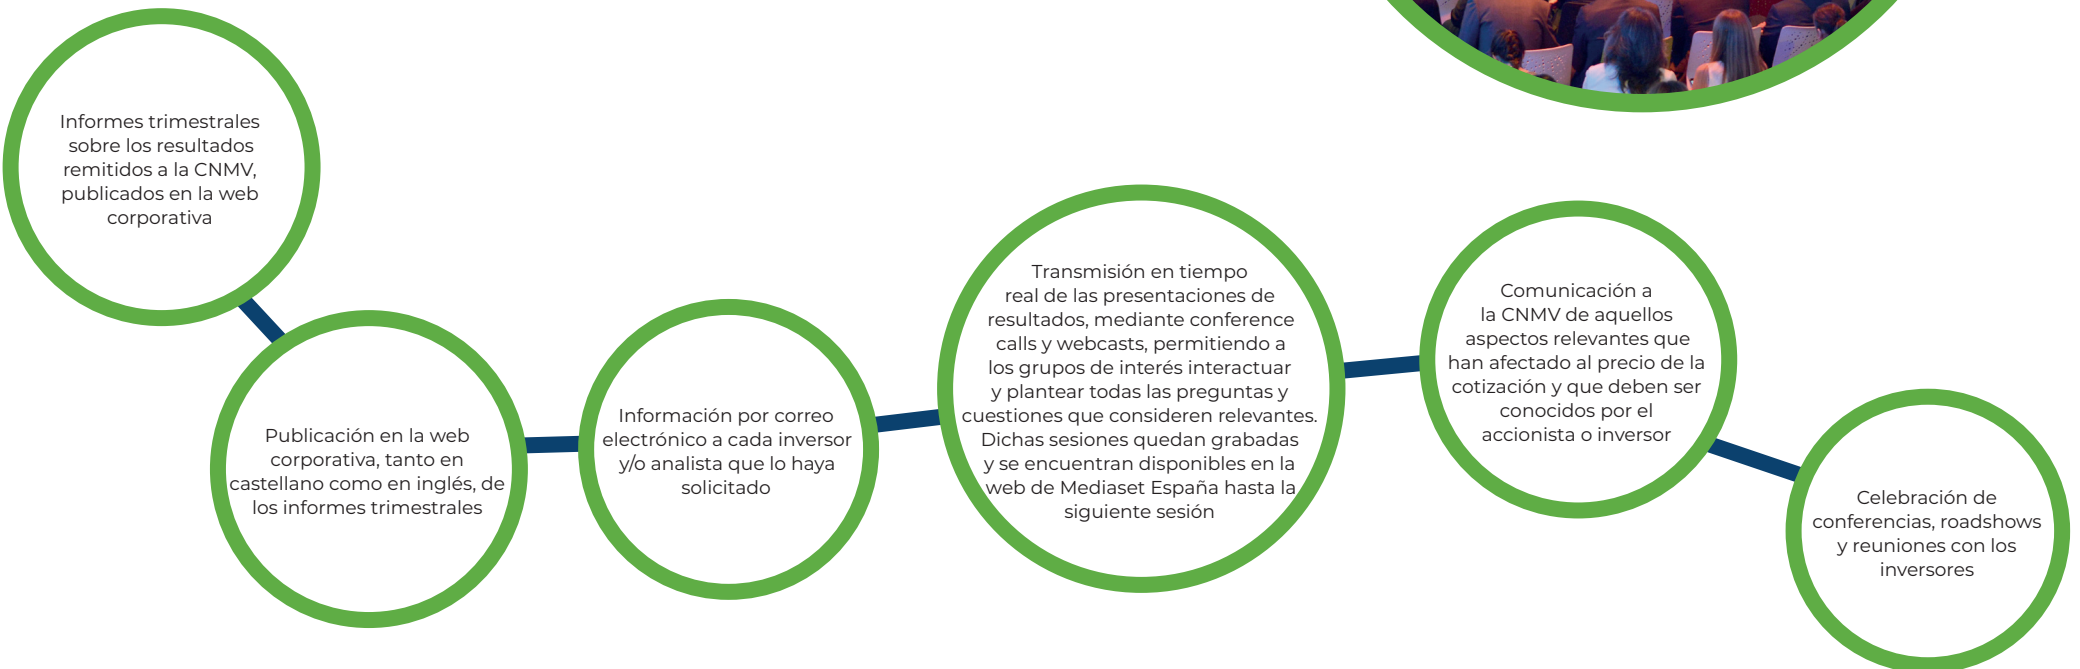 Informes trimestrales
sobre los resultados
remitidos a la CNMV,
publicados en la web
corporativa
Publicación en la web
corporativa, tanto en
castellano como en inglés, de
los informes trimestrales
Información por correo
electrónico a cada inversor
y/o analista que lo haya
solicitado
Transmisión en tiempo
real de las presentaciones de
resultados, mediante conference
calls y webcasts, permitiendo a
los grupos de interés interactuar
y plantear todas las preguntas y
cuestiones que consideren relevantes.
Dichas sesiones quedan grabadas
y se encuentran disponibles en la
web de Mediaset España hasta la
siguiente sesión
Comunicación a
la CNMV de aquellos
aspectos relevantes que
han afectado al precio de la
cotización y que deben ser
conocidos por el
accionista o inversor
Celebración de
conferencias, roadshows
y reuniones con los
inversores